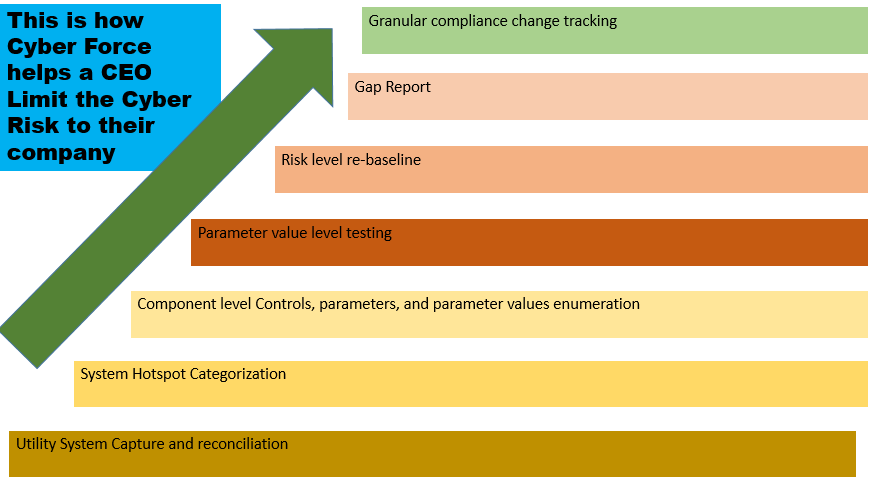 This is how
Cyber Force
helps a CEO
Limit the Cyber
Risk to their
company
Granular compliance change tracking
Gap Report
Risk level re-baseline
Parameter value level testing
Component level Controls, parameters, and parameter values enumeration
System Hotspot Categorization
Utility System Capture and reconciliation